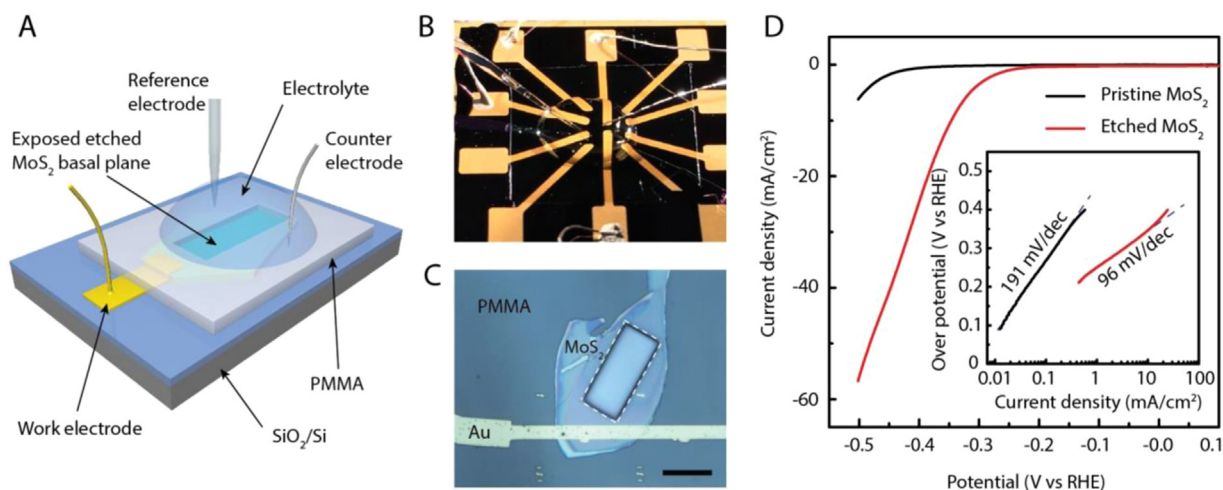 A
Reference
electrode
Electrolyte
Exposed etched
MoS2 basal plane
Counter
electrode
PMMA
Work electrode
SiO2/Si
B
C
PMMA
MoS2
Au
D
Current density (mA/cm2)
0
-20
-40
-60
Pristine MoS2
Etched MoS2
Over potential (V vs RHE)
0.5
0.4
0.3
0.2
0.1
0
191 mV/dec
96 mV/dec
0.01
0.1
1
10
100
Current density (mA/cm2)
-0.5
-0.4
-0.3
-0.2
-0.1
-0.0
0.1
Potential (V vs RHE)